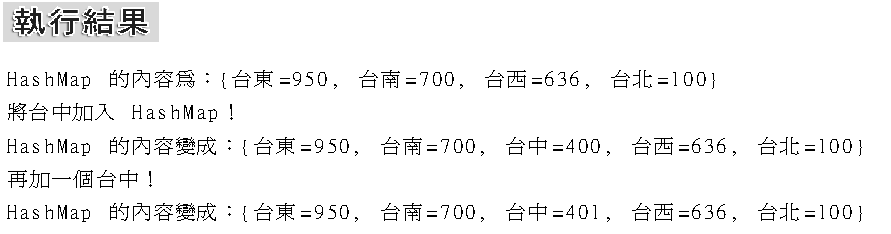 執行結果
HashMap 的內容為：{台東=950, 台南=700, 台西=636, 台北=100}
將台中加入 HashMap！
HashMap 的內容變成：{台東=950, 台南=700, 台中=400, 台西=636, 台北=100}
再加一個台中！
HashMap 的內容變成：{台東=950, 台南=700, 台中=401, 台西=636, 台北=100}